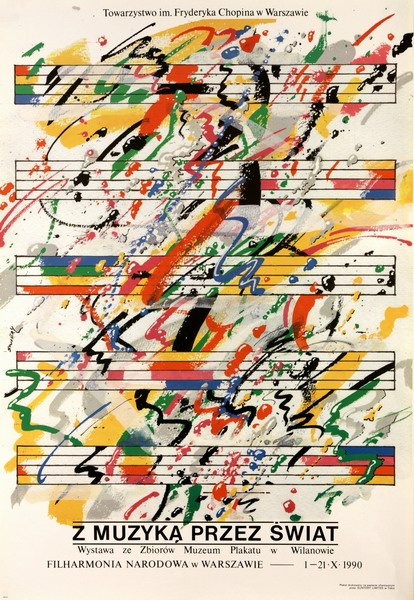 Towarzystwo im. Fryderyka Chopina w Warszawie
Z MUZYKĄ PRZEZ ŚWIAT
Wystawa ze Zbiorów Muzeum Plakatu w Wilanowie
FILHARMONIA NARODOWA w WARSZAWIE — 1—21·X·1990